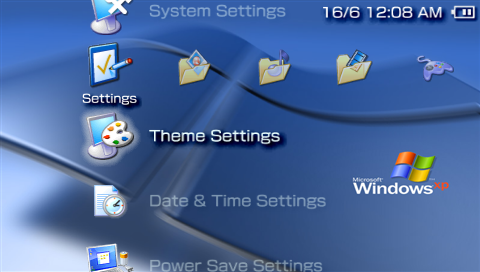 System Settings
16/6 12:08 AM
Settings
Theme Settings
Microsoft
Windows xp
Date & Time Settings
Power Save Settings